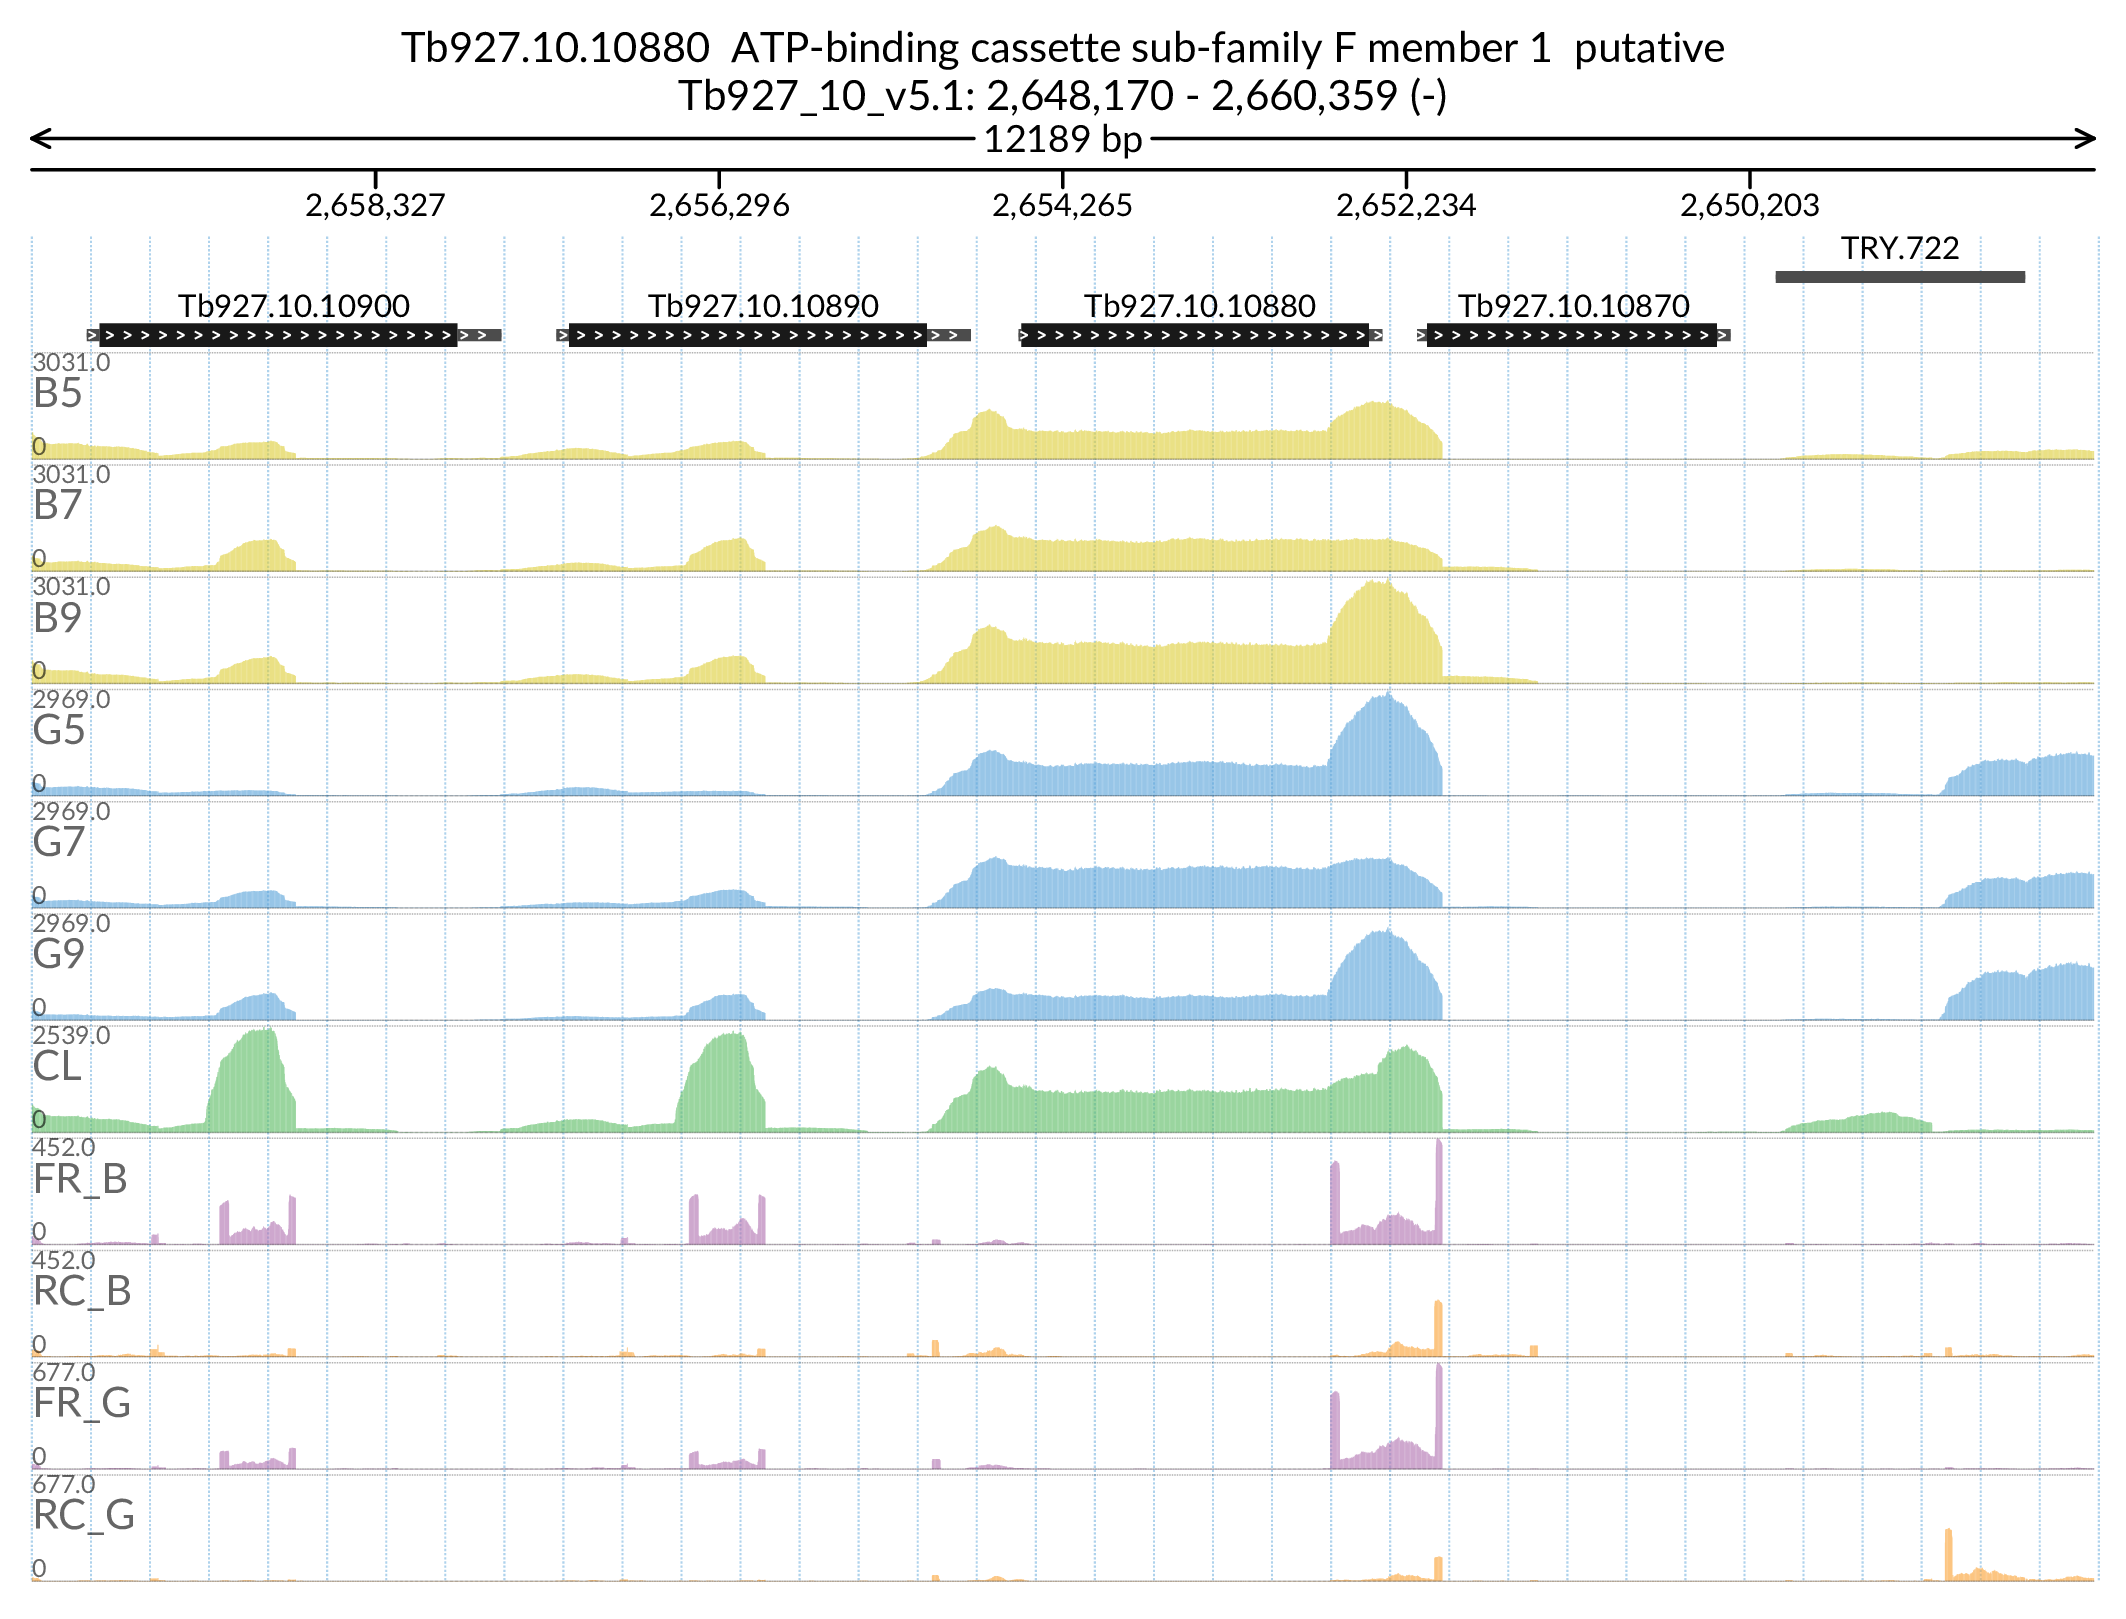 Tb927.10.10880 ATP-binding cassette sub-family F member 1 putative
Tb927_10_v5.1: 2,648,170 - 2,660,359 (-)
12189 bp
2,658,327 2,656,296 2,654,265 2,652,234 2,650,203
TRY.722
Tb927.10.10900 Tb927.10.10890 Tb927.10.10880 Tb927.10.10870
3031.0
B5
0
3031.0
B7
0
3031.0
B9
0
2969.0
G5
0
2969.0
G7
0
2969.0
G9
0
2539.0
CL
0
452.0
FR_B
0
452.0
RC_B
0
677.0
FR_G
0
677.0
RC_G
0